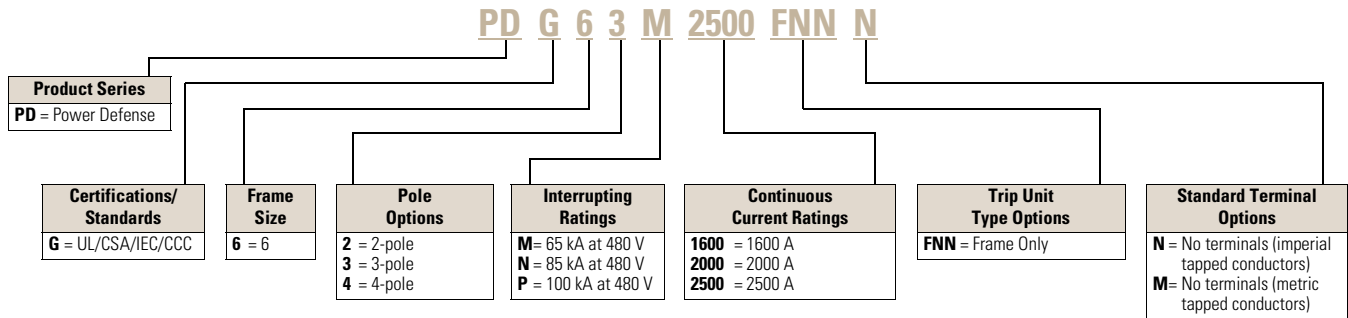 PD G 6 3 M 2500 FNN N
Product Series
PD = Power Defense
Certifications/
Standards
G = UL/CSA/IEC/CCC
Frame
Size
6 = 6
Pole
Options
2 = 2-pole
3 = 3-pole
4 = 4-pole
Interrupting
Ratings
M= 65 kA at 480 V
N = 85 kA at 480 V
P = 100 kA at 480 V
Continuous
Current Ratings
1600 = 1600 A
2000 = 2000 A
2500 = 2500 A
Trip Unit
Type Options
FNN = Frame Only
Standard Terminal
Options
N = No terminals (imperial
tapped conductors)
M= No terminals (metric
tapped conductors)